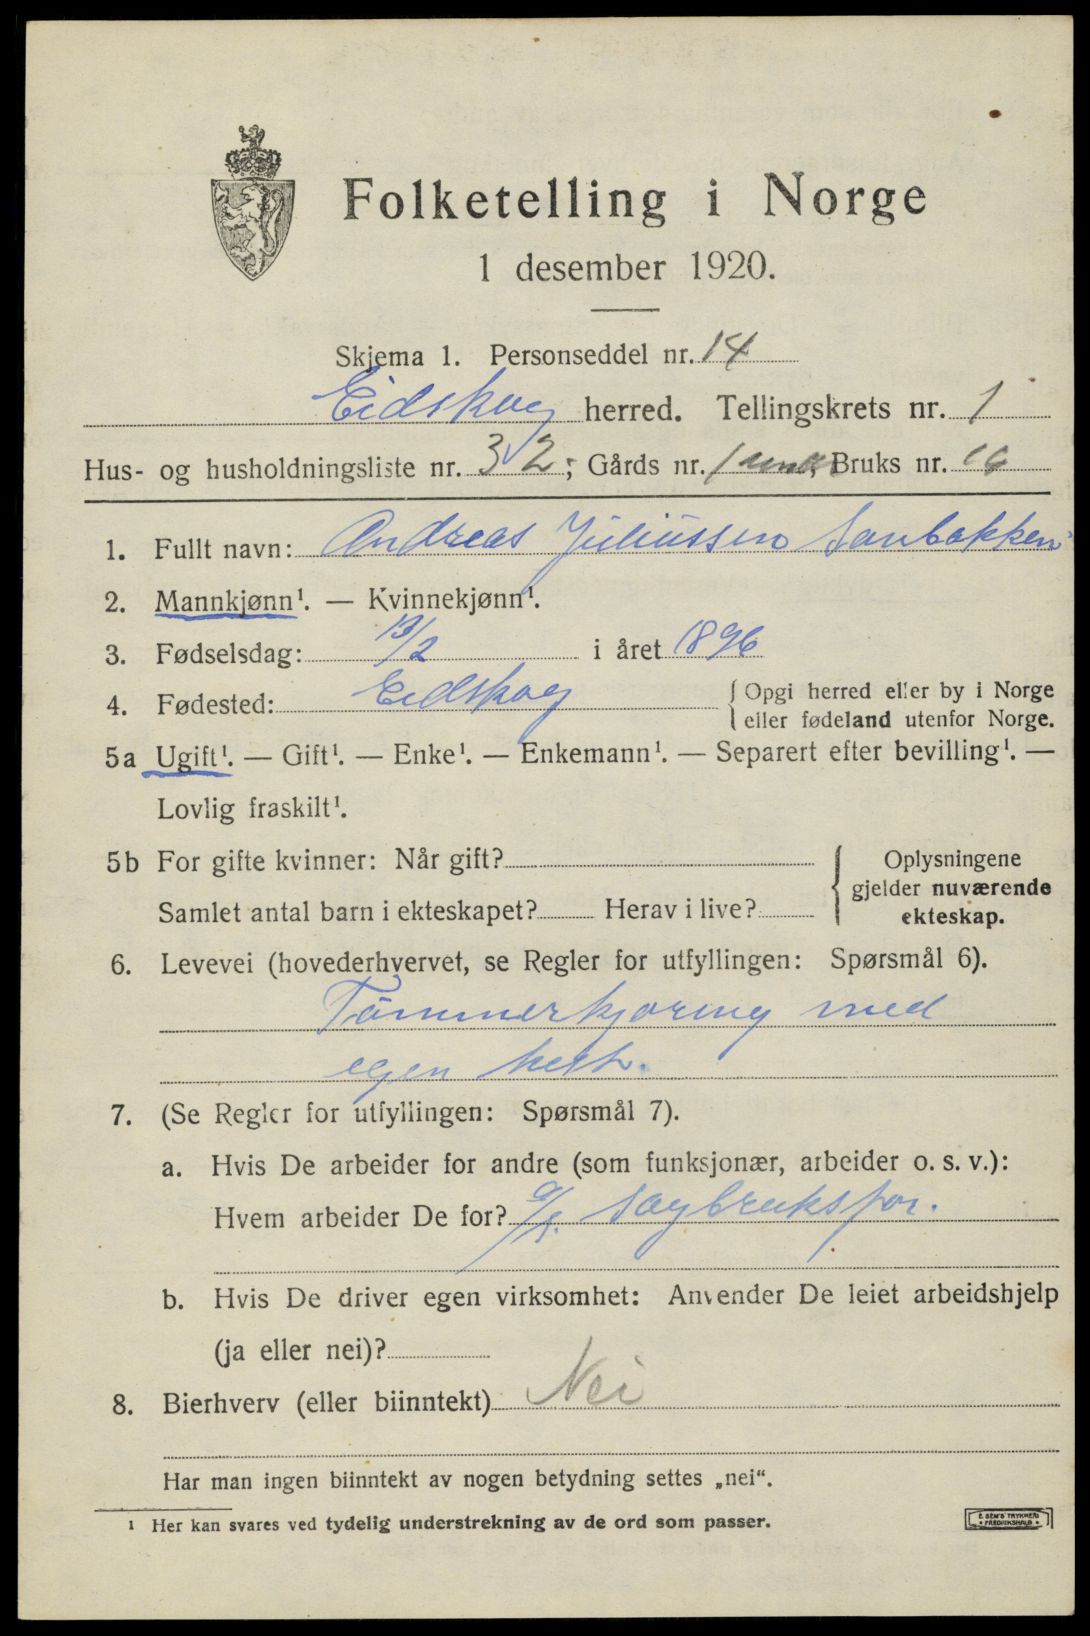 Folketelling i Norge
1 desember 1920.
Skjema 1. Personseddel nr. 14
Eidskog herred. Tellingskrets nr. 1
Hus- og husholdningsliste nr. 32; Gårds nr. 1 Bruks nr. 16
1. Fullt navn: Andreas Juliussen Sanbakken
2. Mannkjønn¹. — Kvinnekjønn¹.
3. Fødselsdag: 13/2 i året 1896
4. Fødested: Eidskog {Opgi herred eller by i Norge
eller fødeland utenfor Norge.
5a Ugift¹. — Gift¹. — Enke¹. — Enkemann¹. — Separert efter bevilling¹. —
Lovlig fraskilt¹.
5b For gifte kvinner: Når gift?
Samlet antal barn i ekteskapet? Herav i live?
{Oplysningene
gjelder nuværende
ekteskap.
6. Levevei (hovederhvervet, se Regler for utfyllingen: Spørsmål 6).
Tømmerkjøring med
egen hest.
7. (Se Regler for utfyllingen: Spørsmål 7).
a. Hvis De arbeider for andre (som funksjonær, arbeider o. s. v.):
Hvem arbeider De for? a/s. Sagbruksfor.
b. Hvis De driver egen virksomhet: Anvender De leiet arbeidshjelp
(ja eller nei)?
8. Bierhverv (eller biinntekt) Nei
Har man ingen biinntekt av nogen betydning settes „nei“.
¹ Her kan svares ved tydelig understrekning av de ord som passer.
E. SEM'S TRYKKERI
FREDRIKSHALD